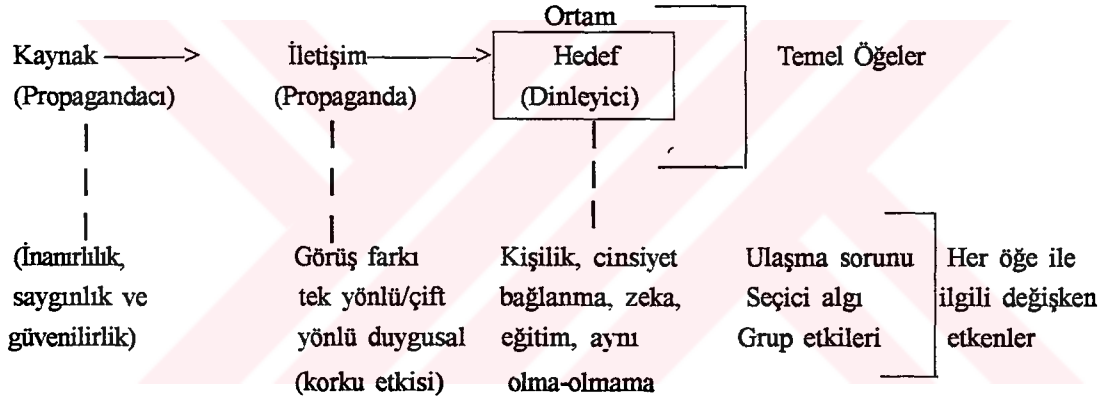 Ortam
Kaynak İletişim Hedef Temel Öğeler
(Propagandacı) (Propaganda) (Dinleyici)
(İnanırlılık, Görüş farkı Kişilik, cinsiyet Ulaşma sorunu Her öğe ile
saygınlık ve tek yönlü/çift bağlanma, zeka, Seçici algı ilgili değişken
güvenilirlik) yönlü duygusal eğitim, aynı Grup etkileri etkenler
(korku etkisi) olma-olmama